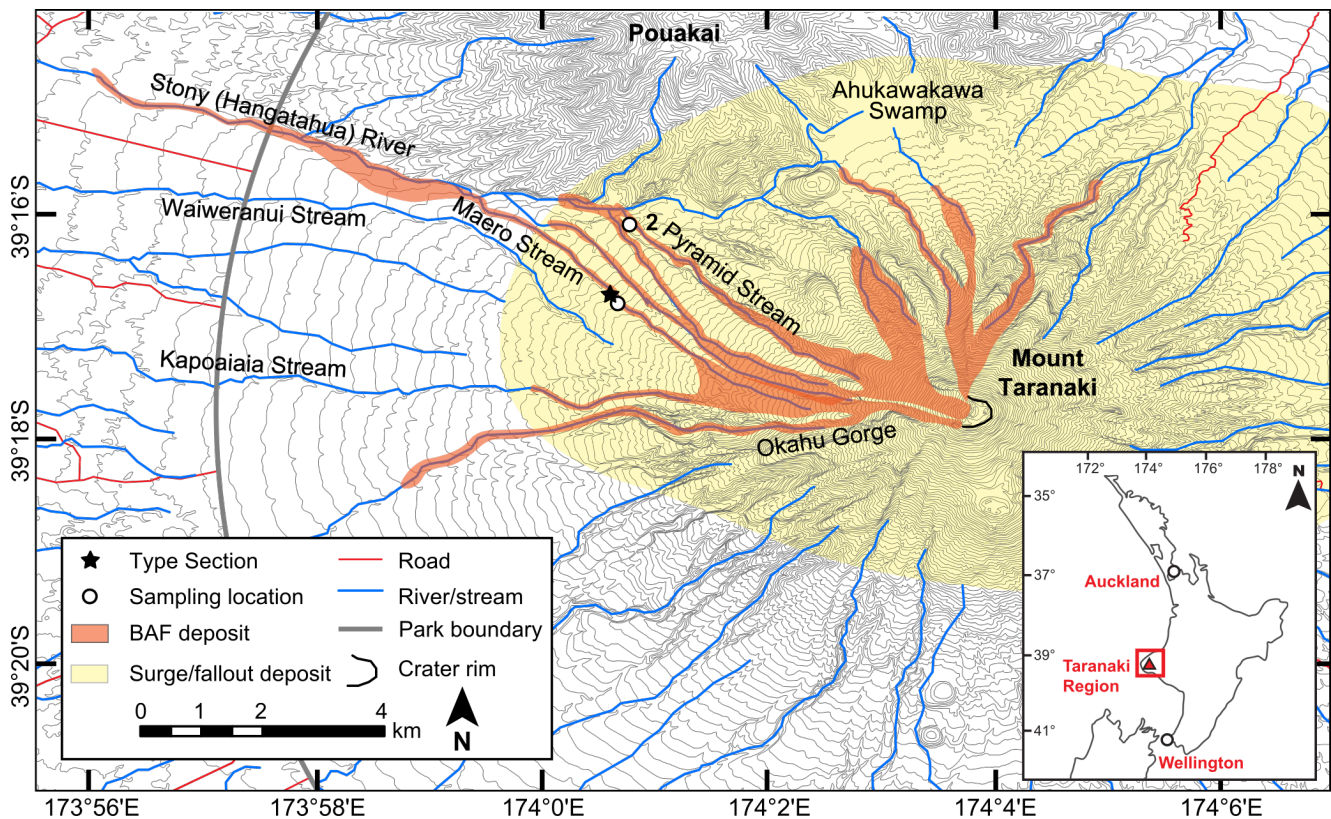 Pouakai
Ahukawakawa
Swamp
Stony (Hangatahua) River
Waiweranui Stream
Maero Stream
2
Pyramid Stream
Kapoaiaia Stream
Mount
Taranaki
Okahu Gorge
39°16'S
39°18'S
39°20'S
173°56'E
173°58'E
174°0'E
174°2'E
174°4'E
174°6'E
Type Section
Road
Sampling location
River/stream
BAF deposit
Park boundary
Surge/fallout deposit
Crater rim
0 1 2 4
km
N
172° 174° 176° 178°
N
35°
37°
39°
41°
Auckland
Taranaki
Region
Wellington